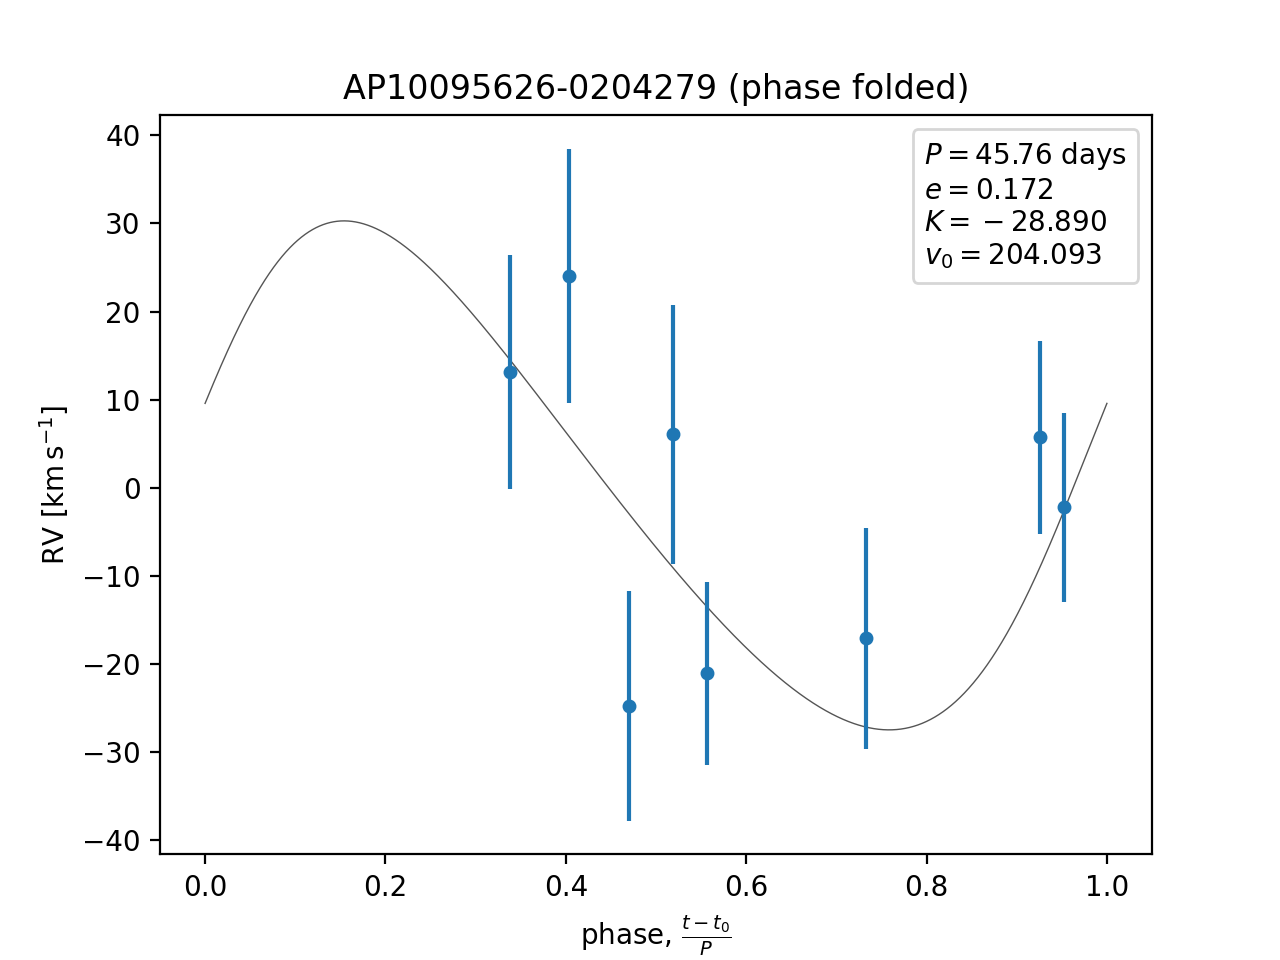 AP10095626-0204279 (phase folded)
P = 45.76 days
e = 0.172
K = −28.890
v₀ = 204.093
RV [km s⁻¹]
40
30
20
10
0
−10
−20
−30
−40
0.0 0.2 0.4 0.6 0.8 1.0
phase, (t − t₀)/P